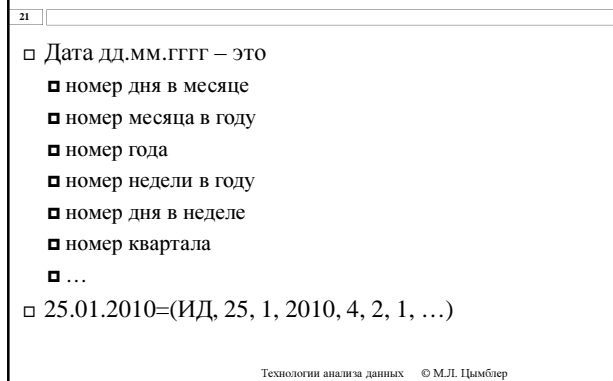 21
Дата дд.мм.гггг – это
номер дня в месяце
номер месяца в году
номер года
номер недели в году
номер дня в неделе
номер квартала
…
25.01.2010=(ИД, 25, 1, 2010, 4, 2, 1, …)
Технологии анализа данных © М.Л. Цымблер